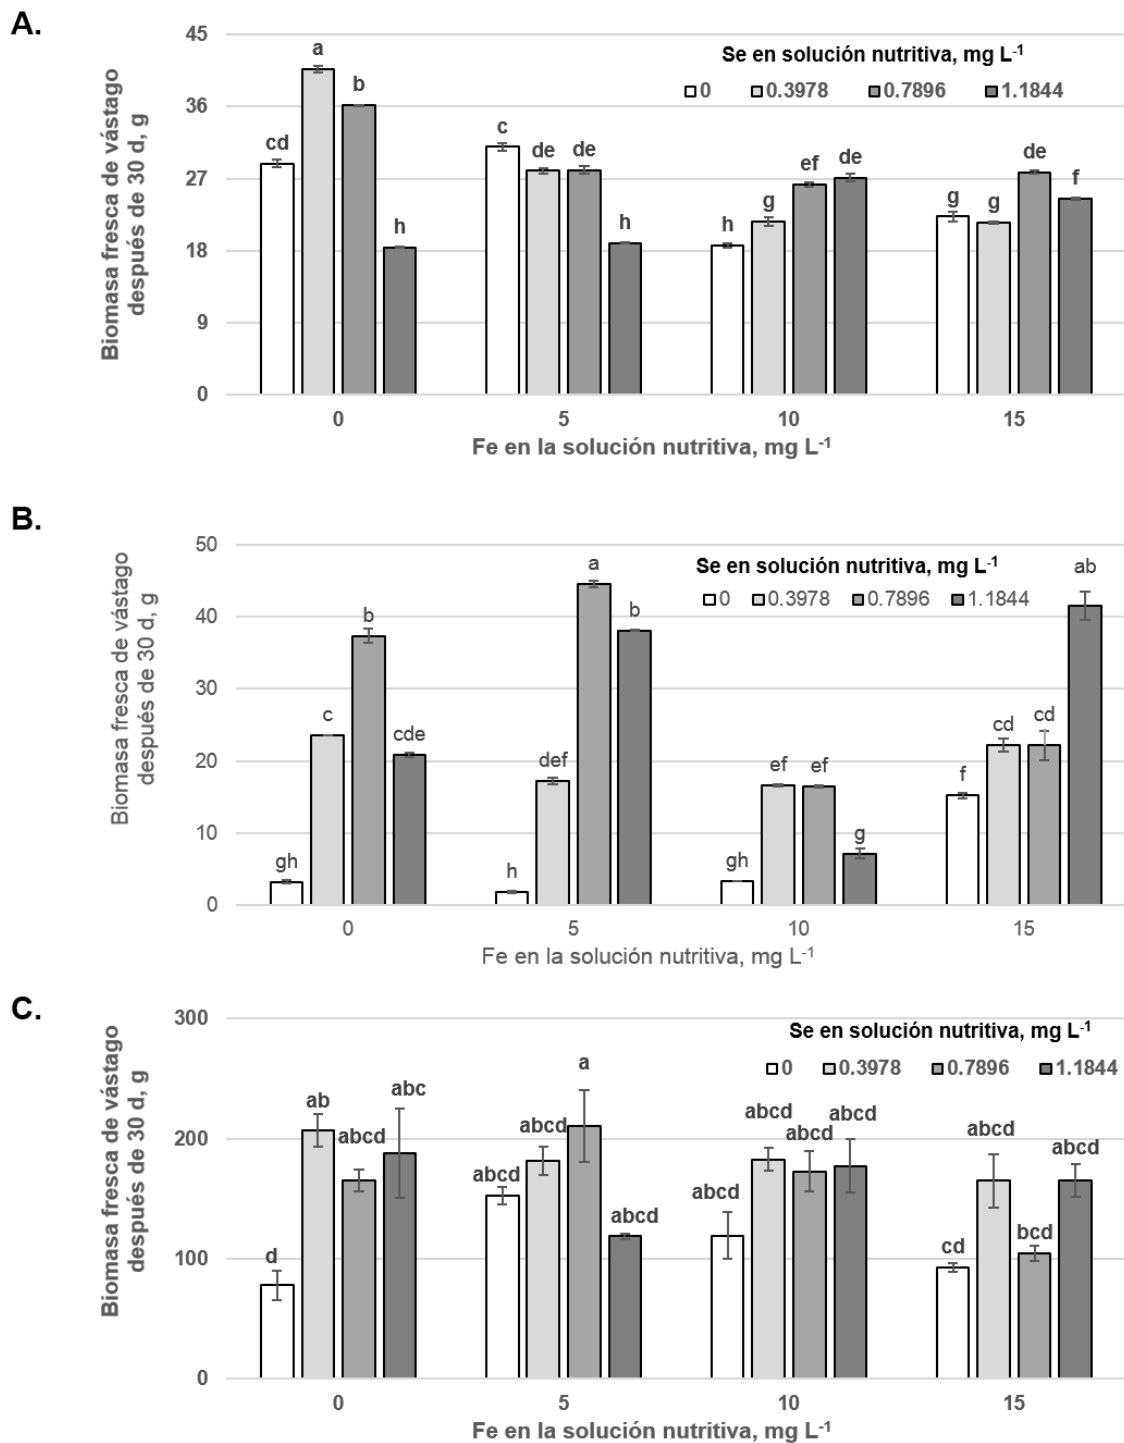 A.
Biomasa fresca de vástago
después de 30 d, g
45
36
27
18
9
0
Se en solución nutritiva, mg L-1
0 0.3978 0.7896 1.1844
cd a b h
c de de h
h g ef de
g g de f
0 5 10 15
Fe en la solución nutritiva, mg L-1
B.
Biomasa fresca de vástago
después de 30 d, g
50
40
30
20
10
0
Se en solución nutritiva, mg L-1
0 0.3978 0.7896 1.1844
gh c b cde
h def a b
gh ef ef g
f cd cd ab
0 5 10 15
Fe en la solución nutritiva, mg L-1
C.
Biomasa fresca de vástago
después de 30 d, g
300
200
100
0
Se en solución nutritiva, mg L-1
0 0.3978 0.7896 1.1844
d ab abcd abc
abcd abcd a abcd
abcd abcd abcd abcd
cd abcd bcd abcd
0 5 10 15
Fe en la solución nutritiva, mg L-1